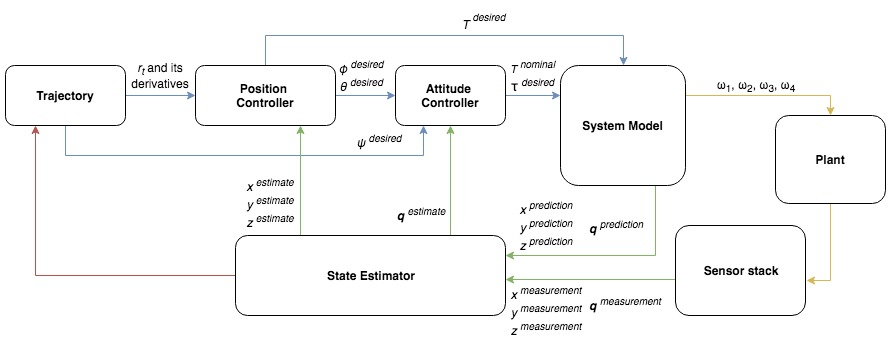 T desired
Trajectory
r t and its
derivatives
Position
Controller
ϕ desired
θ desired
Attitude
Controller
T nominal
τ desired
System Model
ω1, ω2, ω3, ω4
Plant
ψ desired
x estimate
y estimate
z estimate
q estimate
x prediction
y prediction
z prediction
q prediction
State Estimator
Sensor stack
x measurement
y measurement
z measurement
q measurement